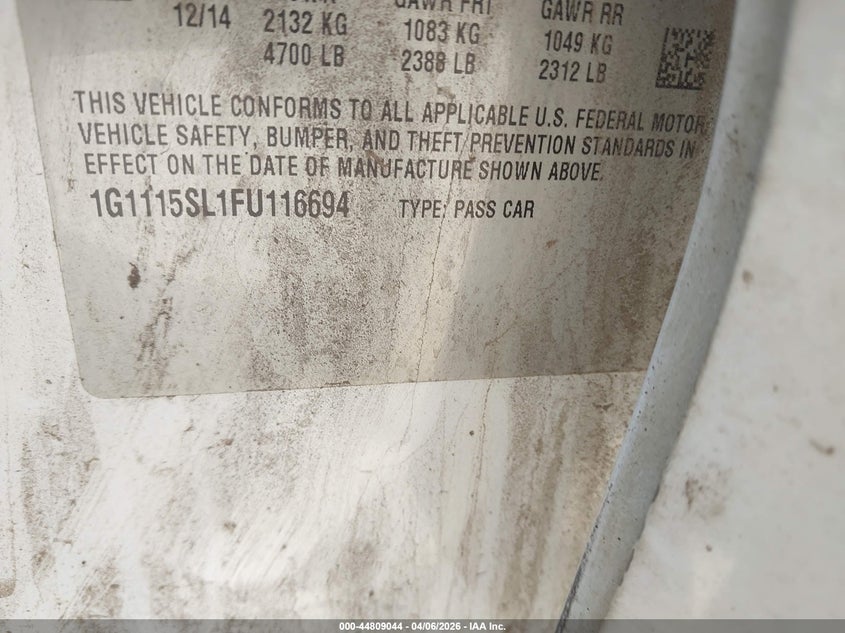 GAWR FRT GAWR RR
12/14 2132 KG 1083 KG 1049 KG
4700 LB 2388 LB 2312 LB
THIS VEHICLE CONFORMS TO ALL APPLICABLE U.S. FEDERAL MOTOR
VEHICLE SAFETY, BUMPER, AND THEFT PREVENTION STANDARDS IN
EFFECT ON THE DATE OF MANUFACTURE SHOWN ABOVE.
1G1115SL1FU116694 TYPE: PASS CAR
000-44809044 - 04/06/2026 - IAA Inc.